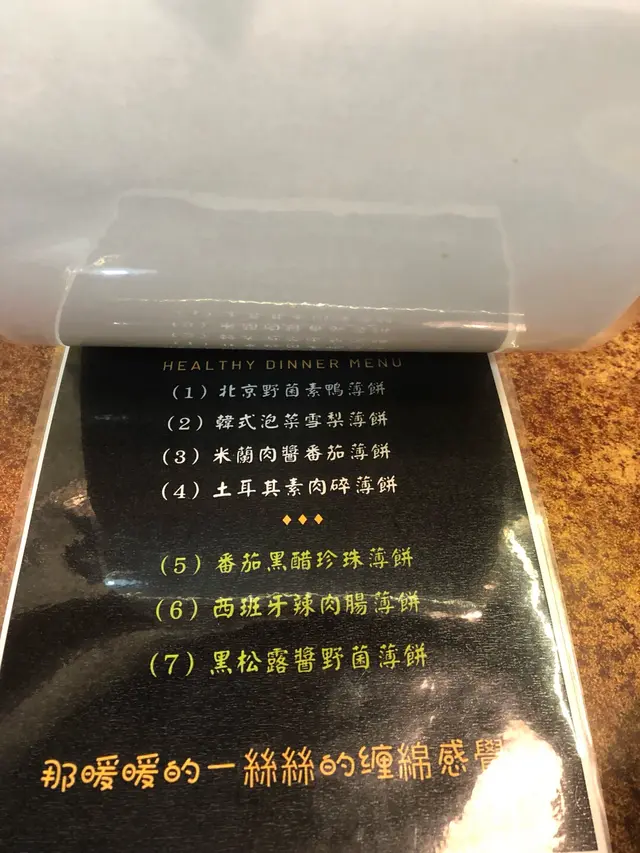 HEALTHY DINNER MENU
(1) 北京野菌素鴨薄餅
(2) 韓式泡菜雪梨薄餅
(3) 米蘭肉醬番茄薄餅
(4) 土耳其素肉碎薄餅
(5) 番茄黑醋珍珠薄餅
(6) 西班牙辣肉腸薄餅
(7) 黑松露醬野菌薄餅
那暖暖的一絲絲的缠綿感覺